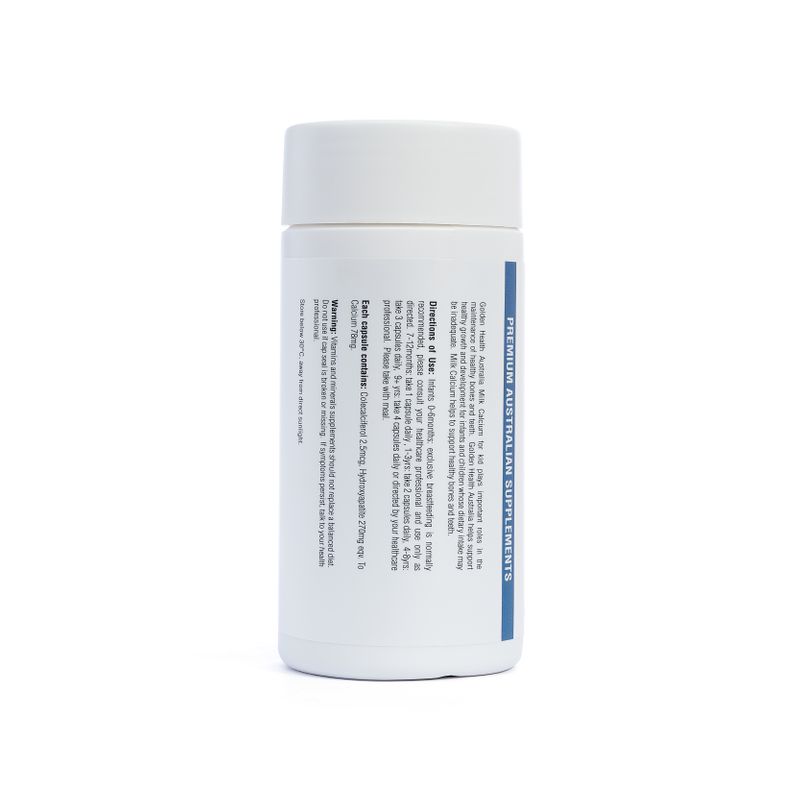 PREMIUM AUSTRALIAN SUPPLEMENTS
Golden Health Australia Milk Calcium for kid plays important roles in the
maintenance of healthy bones and teeth. Golden Health Australia helps support
healthy growth and development for infants and children whose dietary intake may
be inadequate. Milk Calcium helps to support healthy bones and teeth.
Directions of Use: Infants 0-6months: exclusive breastfeeding is normally
recommended, please consult your healthcare professional and use only as
directed. 7-12months: take 1 capsule daily, 1-3yrs: take 2 capsules daily, 4-8yrs:
take 3 capsules daily, 9+ yrs: take 4 capsules daily or directed by your healthcare
professional. Please take with meal.
Each capsule contains: Colecalciferol 2.5mcg, Hydroxyapatite 270mg eqv. To
Calcium 78mg.
Warning: Vitamins and minerals supplements should not replace a balanced diet.
Do not use if cap seal is broken or missing. If symptoms persist, talk to your health
professional.
Store below 30°C, away from direct sunlight.